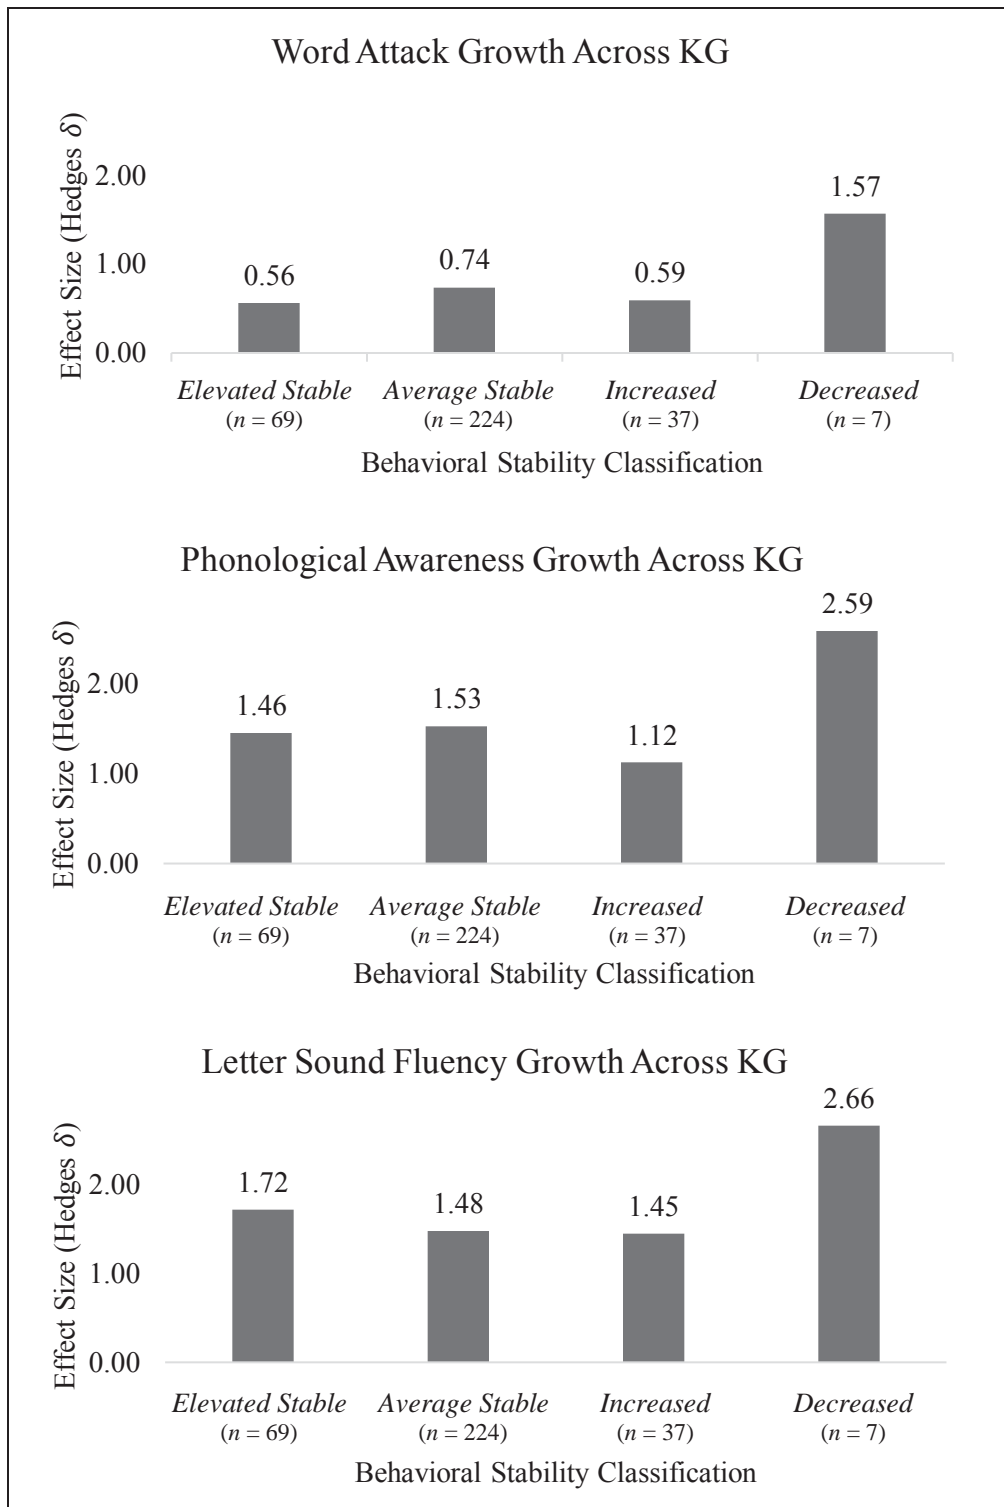 Word Attack Growth Across KG
Effect Size (Hedges δ)
2.00
1.00
0.00
0.56
0.74
0.59
1.57
Elevated Stable Average Stable Increased Decreased
(n = 69) (n = 224) (n = 37) (n = 7)
Behavioral Stability Classification
Phonological Awareness Growth Across KG
Effect Size (Hedges δ)
2.00
1.00
0.00
1.46
1.53
1.12
2.59
Elevated Stable Average Stable Increased Decreased
(n = 69) (n = 224) (n = 37) (n = 7)
Behavioral Stability Classification
Letter Sound Fluency Growth Across KG
Effect Size (Hedges δ)
2.00
1.00
0.00
1.72
1.48
1.45
2.66
Elevated Stable Average Stable Increased Decreased
(n = 69) (n = 224) (n = 37) (n = 7)
Behavioral Stability Classification